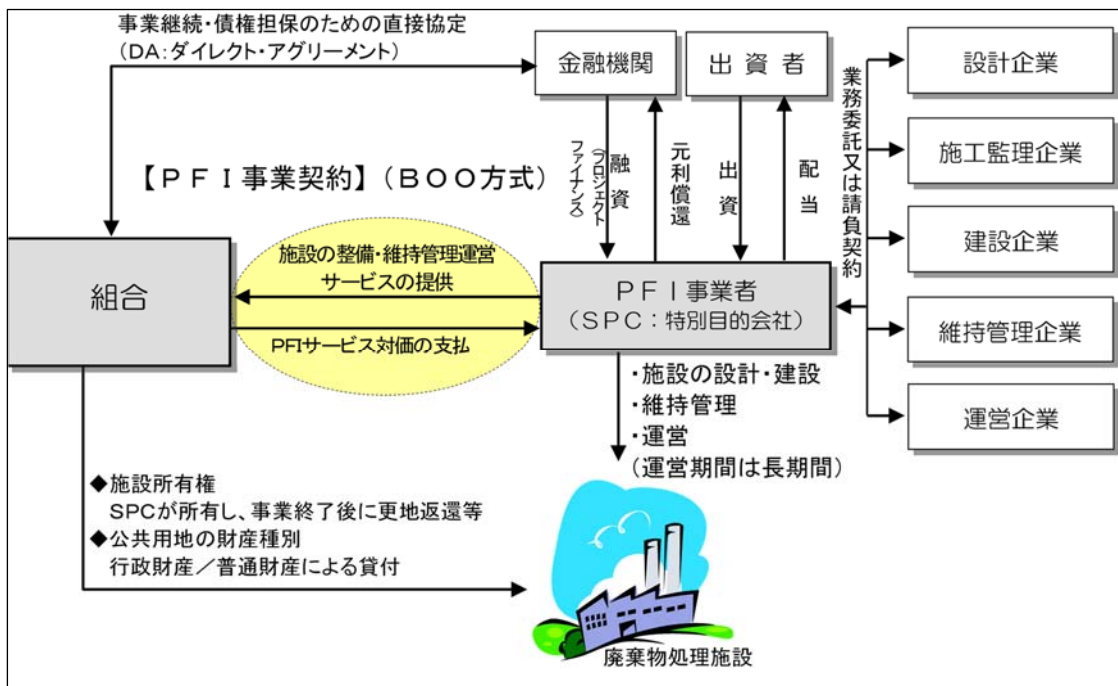 事業継続・債権担保のための直接協定
（DA：ダイレクト・アグリーメント）
金融機関
出資者
設計企業
施工監理企業
建設企業
維持管理企業
運営企業
業務委託又は請負契約
融資
（プロジェクト
ファイナンス）
元利償還
出資
配当
【ＰＦＩ事業契約】（ＢＯＯ方式）
組合
施設の整備・維持管理運営
サービスの提供
PFIサービス対価の支払
ＰＦＩ事業者
（ＳＰＣ：特別目的会社）
・施設の設計・建設
・維持管理
・運営
（運営期間は長期間）
◆施設所有権
SPCが所有し、事業終了後に更地返還等
◆公共用地の財産種別
行政財産／普通財産による貸付
廃棄物処理施設